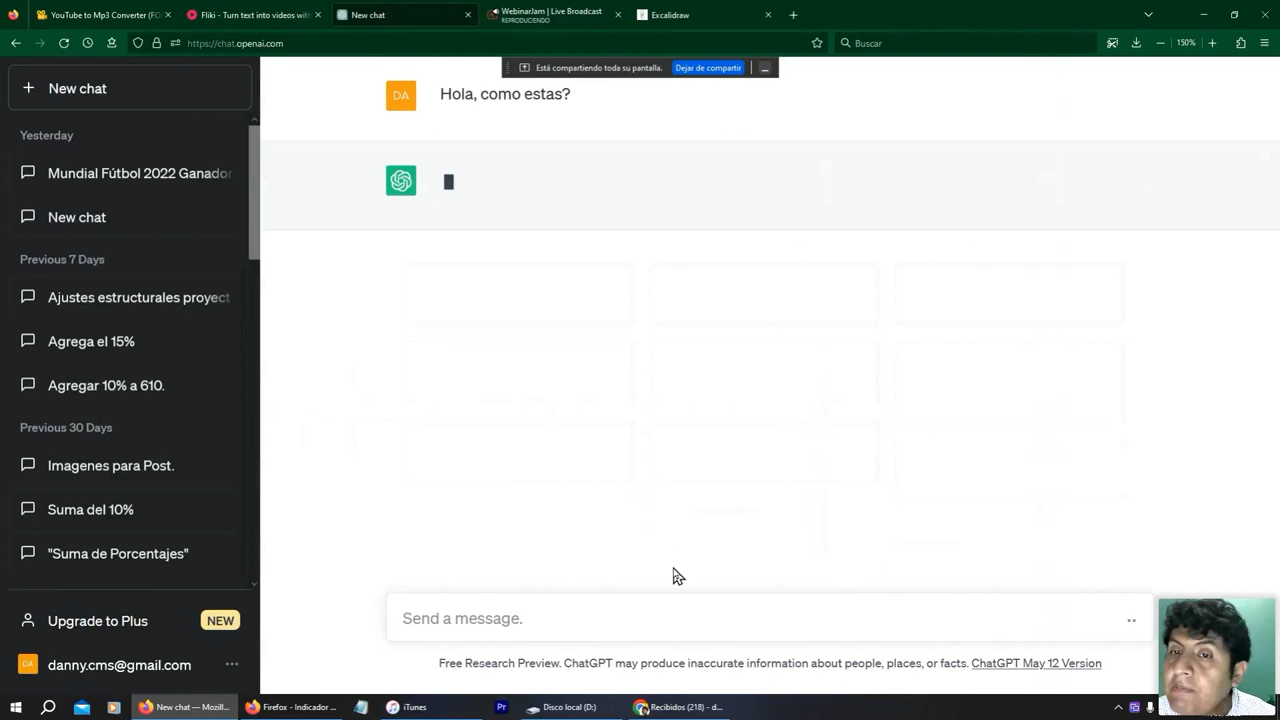 YouTube to Mp3 Converter (FO
Fliki - Turn text into videos with
New chat
WebinarJam | Live Broadcast
REPRODUCIENDO
Excalidraw
https://chat.openai.com
Buscar
150%
Está compartiendo toda su pantalla.
Dejar de compartir
New chat
Yesterday
Mundial Fútbol 2022 Ganador
New chat
Previous 7 Days
Ajustes estructurales proyect
Agrega el 15%
Agregar 10% a 610.
Previous 30 Days
Imagenes para Post.
Suma del 10%
"Suma de Porcentajes"
Upgrade to Plus
NEW
DA
danny.cms@gmail.com
DA
Hola, como estas?
Send a message.
Free Research Preview. ChatGPT may produce inaccurate information about people, places, or facts. ChatGPT May 12 Version
New chat — Mozill...
Firefox - Indicador ...
iTunes
Pr
Disco local (D:)
Recibidos (218) - d...